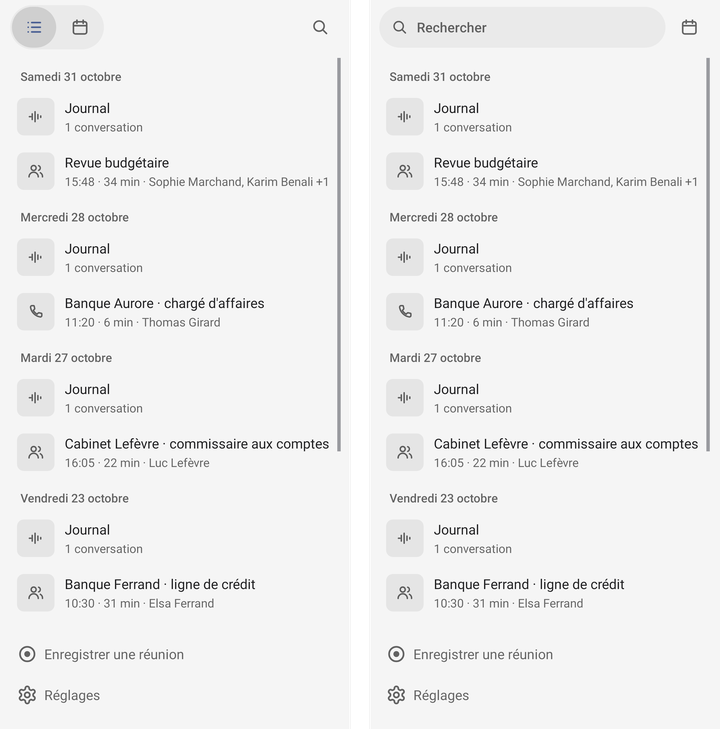 Samedi 31 octobre
Journal
1 conversation
Revue budgétaire
15:48 · 34 min · Sophie Marchand, Karim Benali +1
Mercredi 28 octobre
Journal
1 conversation
Banque Aurore · chargé d'affaires
11:20 · 6 min · Thomas Girard
Mardi 27 octobre
Journal
1 conversation
Cabinet Lefèvre · commissaire aux comptes
16:05 · 22 min · Luc Lefèvre
Vendredi 23 octobre
Journal
1 conversation
Banque Ferrand · ligne de crédit
10:30 · 31 min · Elsa Ferrand
Enregistrer une réunion
Réglages
Rechercher
Samedi 31 octobre
Journal
1 conversation
Revue budgétaire
15:48 · 34 min · Sophie Marchand, Karim Benali +1
Mercredi 28 octobre
Journal
1 conversation
Banque Aurore · chargé d'affaires
11:20 · 6 min · Thomas Girard
Mardi 27 octobre
Journal
1 conversation
Cabinet Lefèvre · commissaire aux comptes
16:05 · 22 min · Luc Lefèvre
Vendredi 23 octobre
Journal
1 conversation
Banque Ferrand · ligne de crédit
10:30 · 31 min · Elsa Ferrand
Enregistrer une réunion
Réglages